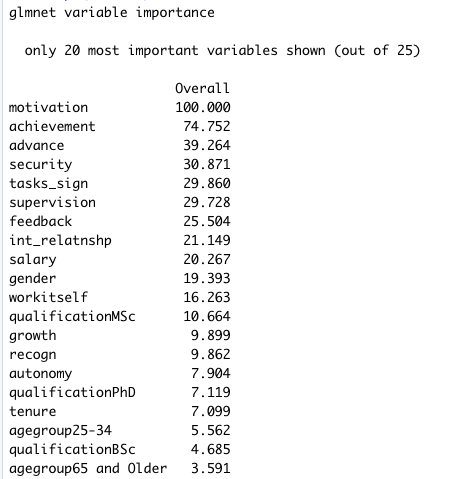 glmnet variable importance
only 20 most important variables shown (out of 25)
Overall
motivation 100.000
achievement 74.752
advance 39.264
security 30.871
tasks_sign 29.860
supervision 29.728
feedback 25.504
int_relatnshp 21.149
salary 20.267
gender 19.393
workitself 16.263
qualificationMSc 10.664
growth 9.899
recogn 9.862
autonomy 7.904
qualificationPhD 7.119
tenure 7.099
agegroup25-34 5.562
qualificationBSc 4.685
agegroup65 and Older 3.591